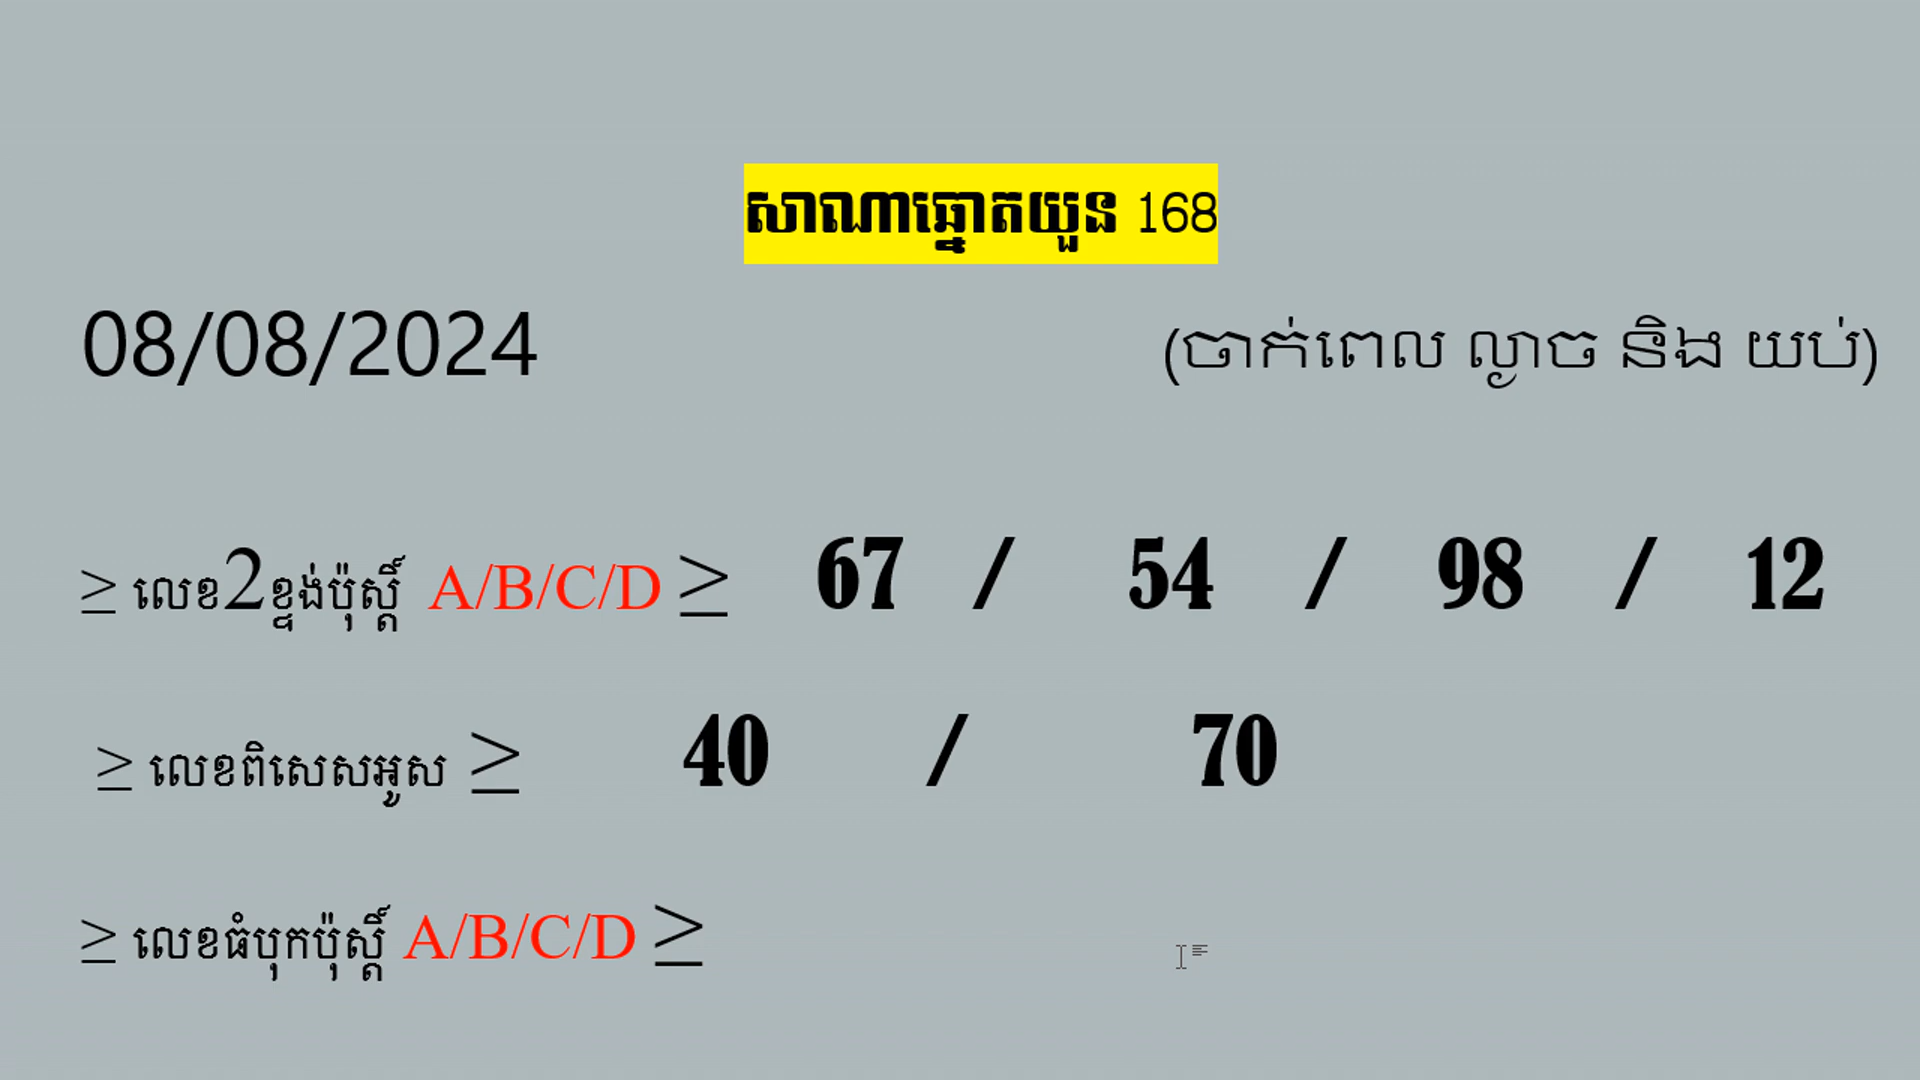 សាណាឆ្នោតយួន 168
08/08/2024 (ចាក់ពេល ល្ងាច និង យប់)
≥ លេខ2ខ្ទង់ប៉ុស្តិ៍ A/B/C/D ≥ 67 / 54 / 98 / 12
≥ លេខពិសេសអូស ≥ 40 / 70
≥ លេខធំបុកប៉ុស្តិ៍ A/B/C/D ≥